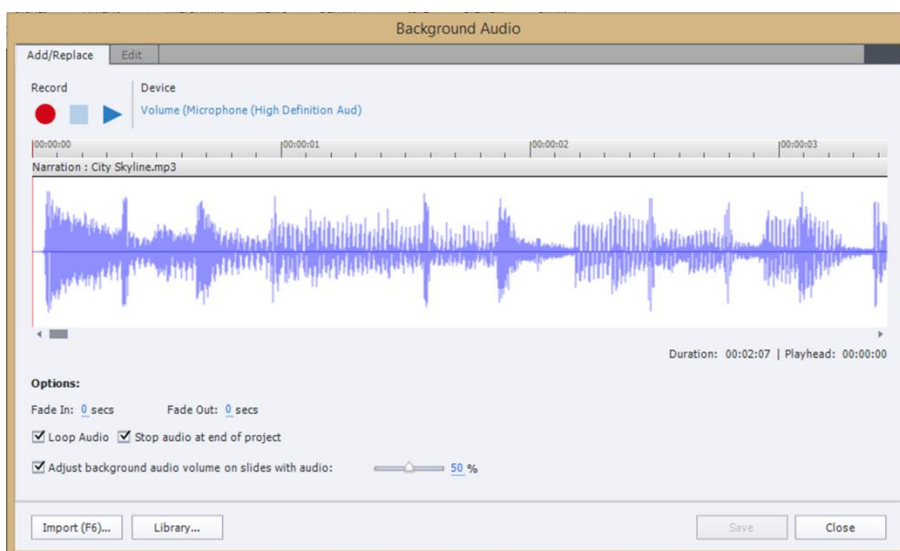 Background Audio
Add/Replace Edit
Record Device
Volume (Microphone (High Definition Aud)
00:00:00 00:00:01 00:00:02 00:00:03
Narration : City Skyline.mp3
Duration: 00:02:07 | Playhead: 00:00:00
Options:
Fade In: 0 secs Fade Out: 0 secs
Loop Audio Stop audio at end of project
Adjust background audio volume on slides with audio: 50 %
Import (F6)... Library... Save Close